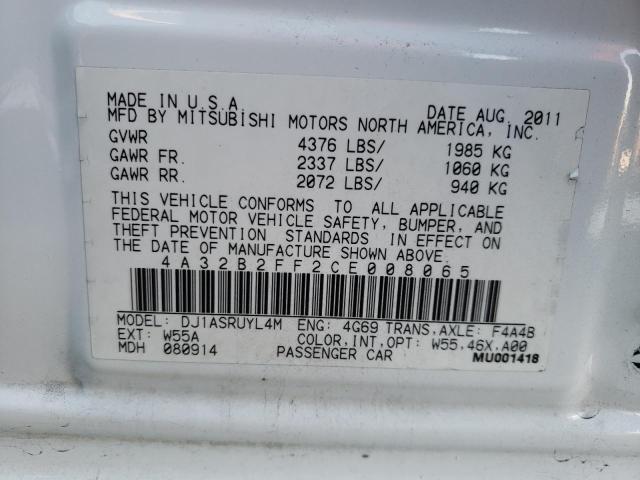 MADE IN U.S.A. DATE AUG. 2011
MFD BY MITSUBISHI MOTORS NORTH AMERICA, INC.
GVWR 4376 LBS/ 1985 KG
GAWR FR. 2337 LBS/ 1060 KG
GAWR RR. 2072 LBS/ 940 KG
THIS VEHICLE CONFORMS TO ALL APPLICABLE
FEDERAL MOTOR VEHICLE SAFETY, BUMPER, AND
THEFT PREVENTION STANDARDS IN EFFECT ON
THE DATE OF MANUFACTURE SHOWN ABOVE.
4A32B2FF2CE008065
MODEL: DJ1ASRUYL4M ENG: 4G69 TRANS,AXLE: F4A4B
EXT: W55A COLOR,INT,OPT: W55.46X.A00
MDH 080914 PASSENGER CAR MU001418